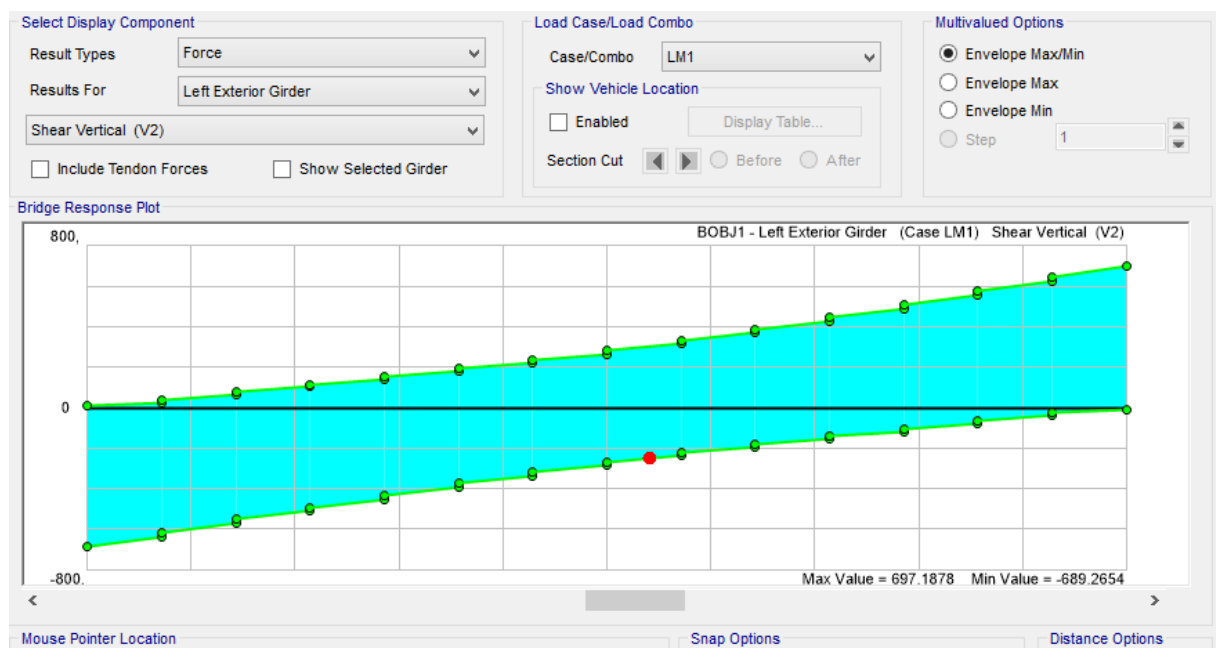 Select Display Component
Result Types Force
Results For Left Exterior Girder
Shear Vertical (V2)
Include Tendon Forces Show Selected Girder
Load Case/Load Combo
Case/Combo LM1
Show Vehicle Location
Enabled Display Table...
Section Cut Before After
Multivalued Options
Envelope Max/Min
Envelope Max
Envelope Min
Step 1
Bridge Response Plot
800,
BOBJ1 - Left Exterior Girder (Case LM1) Shear Vertical (V2)
0
-800.
Max Value = 697.1878 Min Value = -689.2654
Mouse Pointer Location
Snap Options
Distance Options